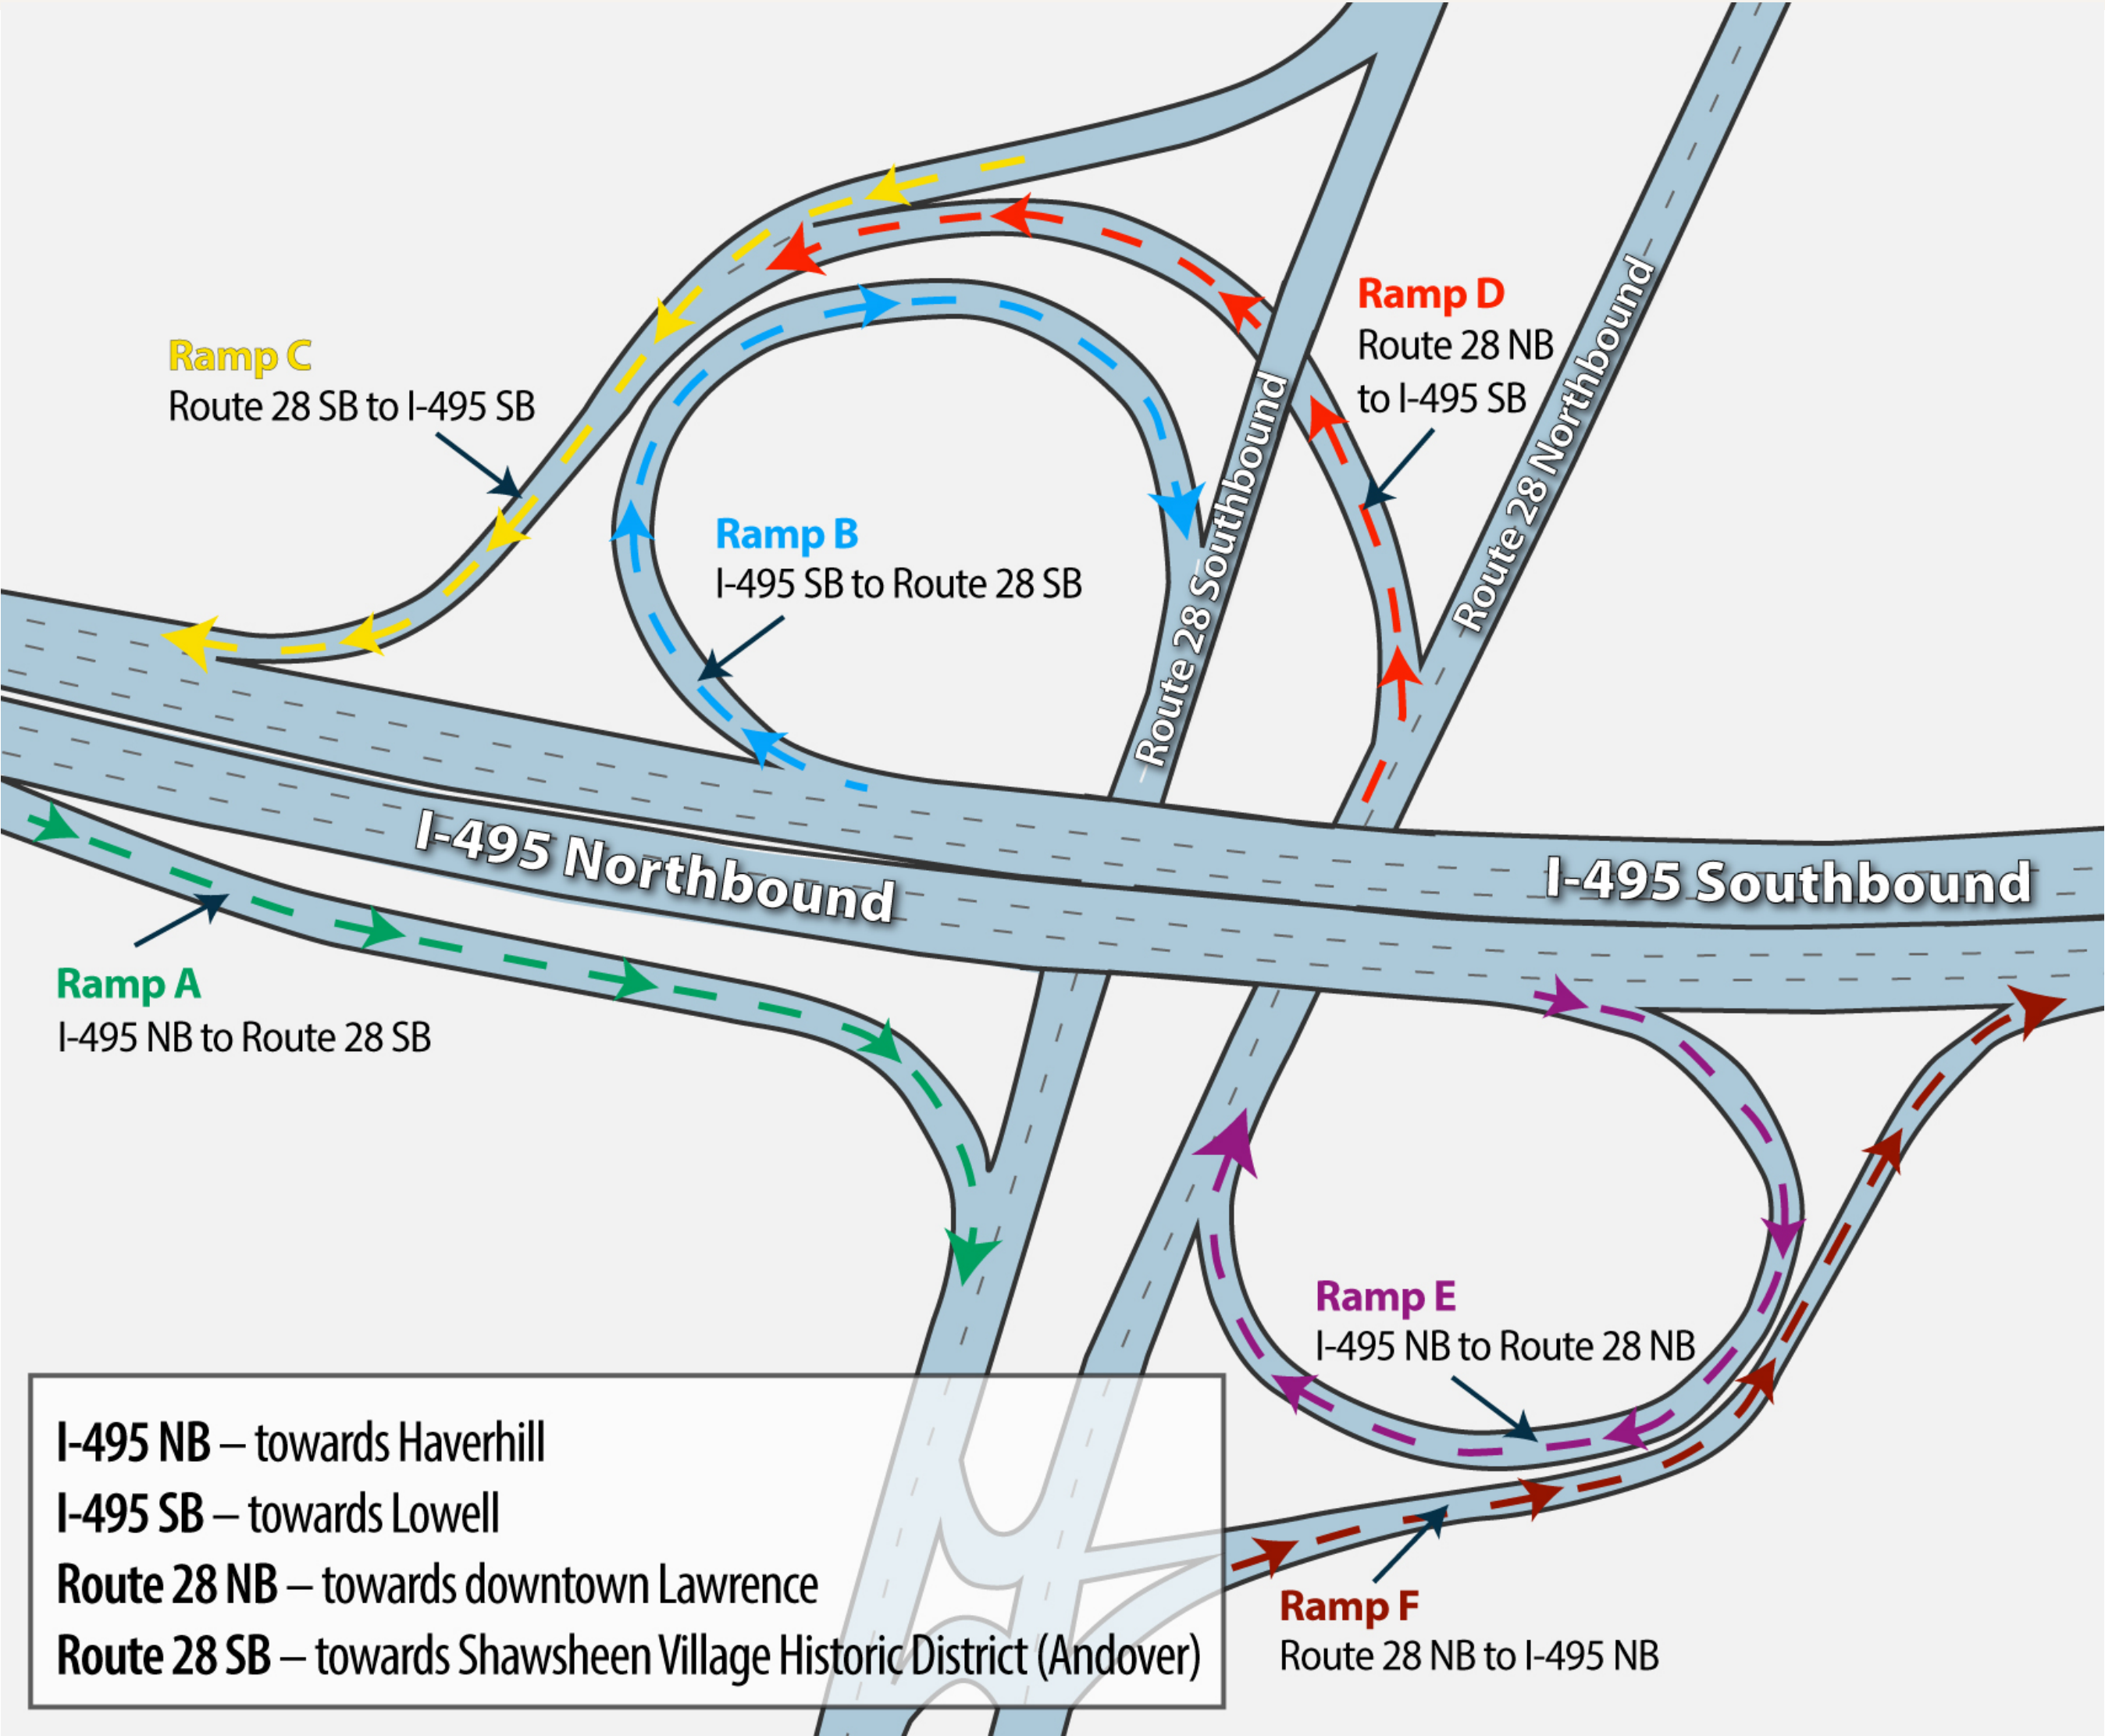 Ramp D
Route 28 NB
to I-495 SB
Route 28 Northbound
Ramp C
Route 28 SB to I-495 SB
Route 28 Southbound
Ramp B
I-495 SB to Route 28 SB
I-495 Northbound
I-495 Southbound
Ramp A
I-495 NB to Route 28 SB
Ramp E
I-495 NB to Route 28 NB
I-495 NB – towards Haverhill
I-495 SB – towards Lowell
Route 28 NB – towards downtown Lawrence
Route 28 SB – towards Shawsheen Village Historic District (Andover)
Ramp F
Route 28 NB to I-495 NB